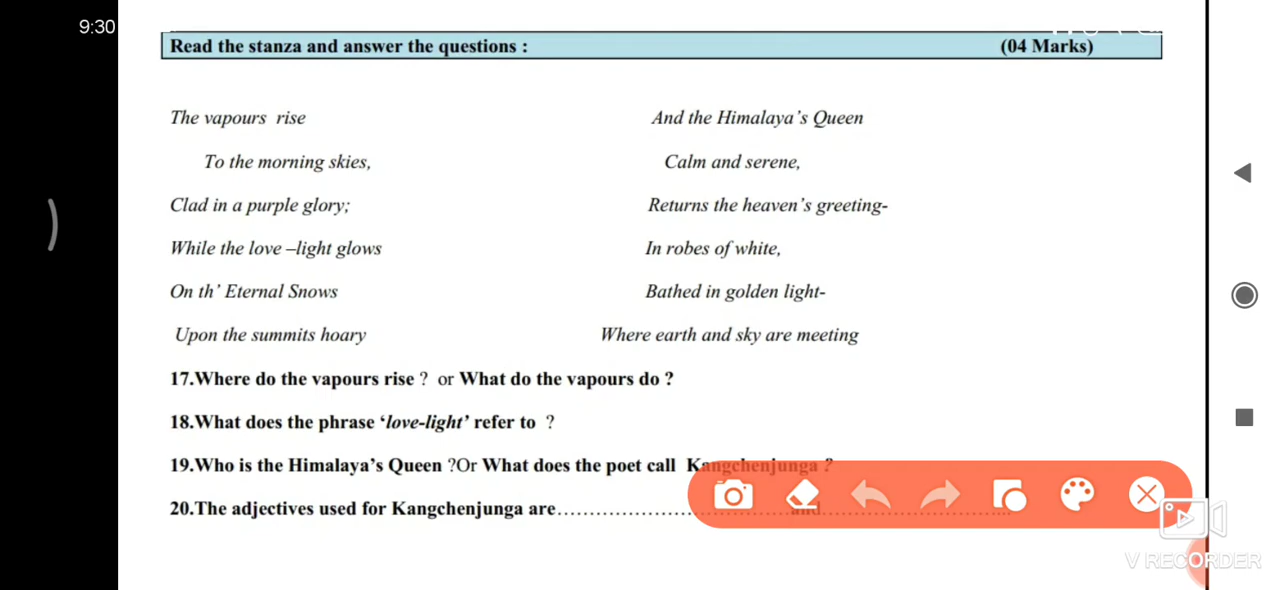 9:30
Read the stanza and answer the questions : (04 Marks)
The vapours rise
To the morning skies,
Clad in a purple glory;
While the love –light glows
On th' Eternal Snows
Upon the summits hoary
And the Himalaya's Queen
Calm and serene,
Returns the heaven's greeting-
In robes of white,
Bathed in golden light-
Where earth and sky are meeting
17.Where do the vapours rise ? or What do the vapours do ?
18.What does the phrase 'love-light' refer to ?
19.Who is the Himalaya's Queen ?Or What does the poet call Kangchenjunga ?
20.The adjectives used for Kangchenjunga are.....................and.............................
V RECORDER